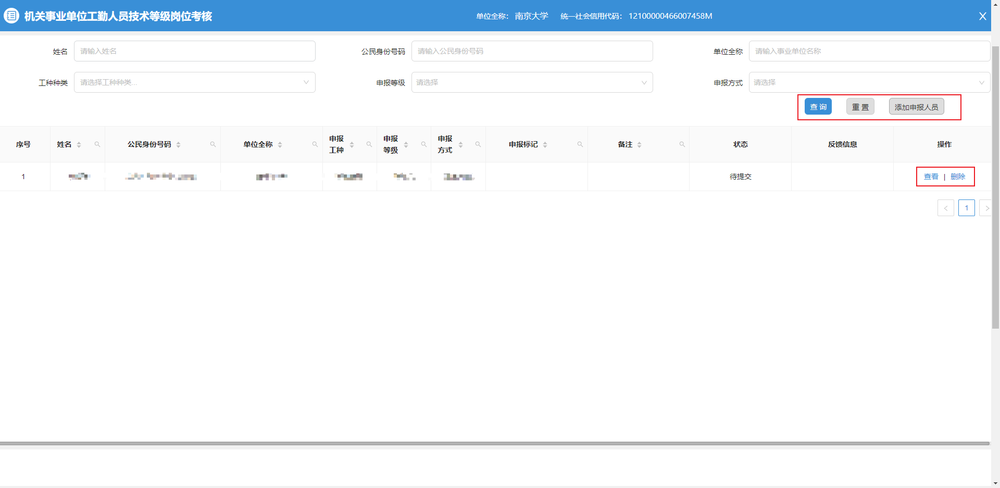 机关事业单位工勤人员技术等级岗位考核 单位全称： 南京大学 统一社会信用代码： 12100000466007458M X
姓名 请输入姓名 公民身份号码 请输入公民身份号码 单位全称 请输入事业单位名称
工种种类 请选择工种种类... 申报等级 请选择 申报方式 请选择
查 询 重 置 添加申报人员
序号 姓名 公民身份号码 单位全称 申报工种 申报等级 申报方式 申报标记 备注 状态 反馈信息 操作
1 待提交 查看 | 删除
< 1 >